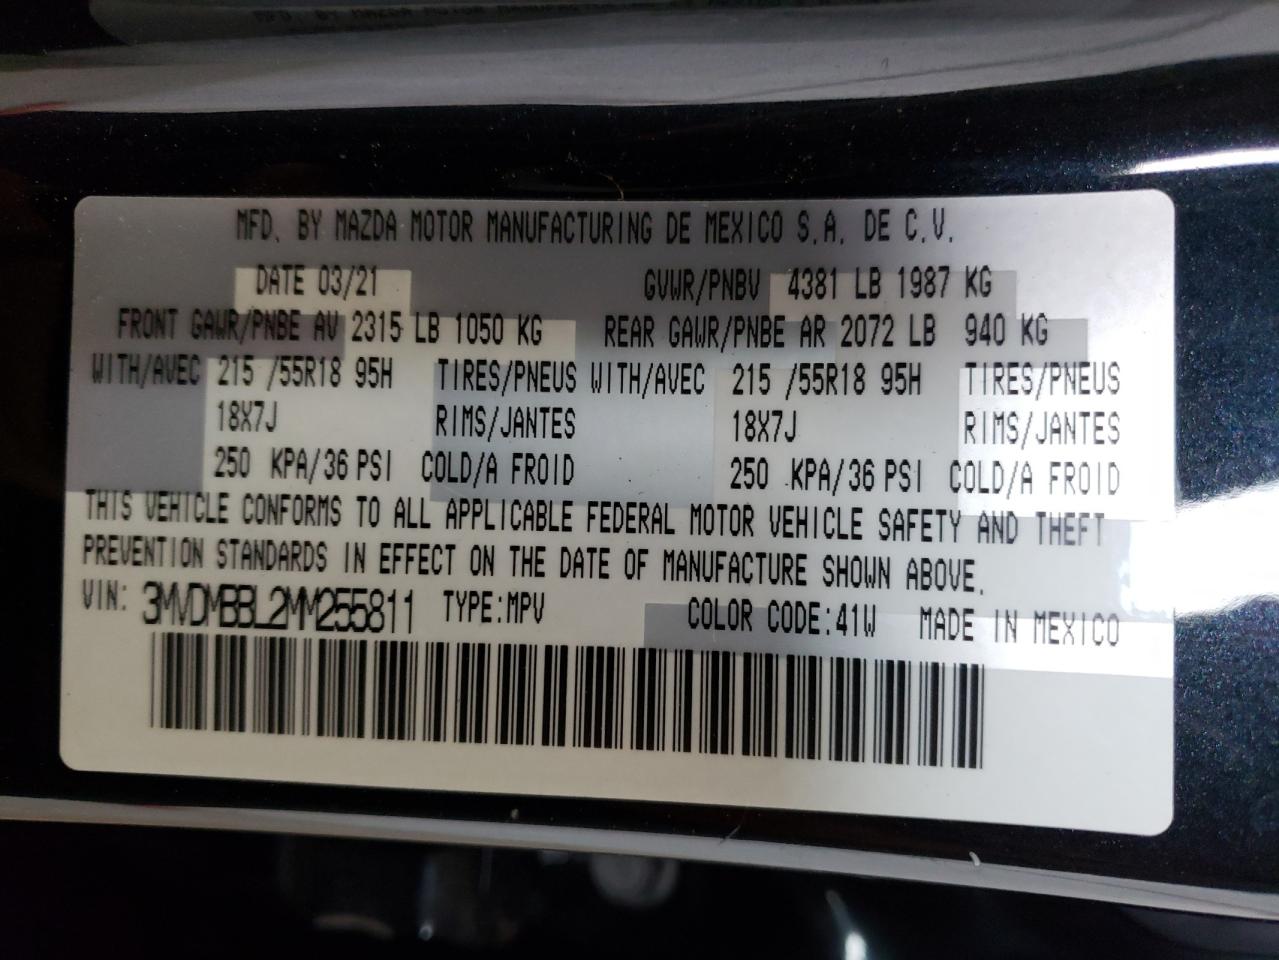 MFD. BY MAZDA MOTOR MANUFACTURING DE MEXICO S.A. DE C.V.
DATE 03/21 GVWR/PNBV 4381 LB 1987 KG
FRONT GAWR/PNBE AV 2315 LB 1050 KG REAR GAWR/PNBE AR 2072 LB 940 KG
WITH/AVEC 215 /55R18 95H TIRES/PNEUS WITH/AVEC 215 /55R18 95H TIRES/PNEUS
18X7J RIMS/JANTES 18X7J RIMS/JANTES
250 KPA/36 PSI COLD/A FROID 250 KPA/36 PSI COLD/A FROID
THIS VEHICLE CONFORMS TO ALL APPLICABLE FEDERAL MOTOR VEHICLE SAFETY AND THEFT
PREVENTION STANDARDS IN EFFECT ON THE DATE OF MANUFACTURE SHOWN ABOVE.
VIN: 3MVDMBBL2MM255811 TYPE:MPV COLOR CODE:41W MADE IN MEXICO